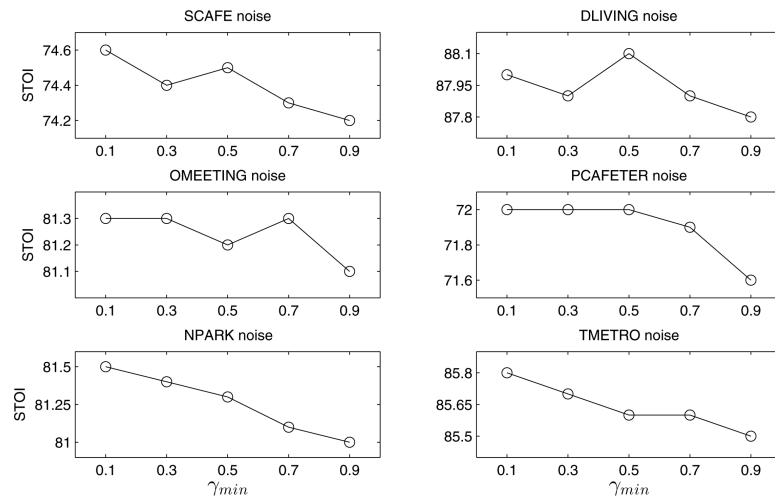 SCAFE noise
STOI
74.6
74.4
74.2
0.1 0.3 0.5 0.7 0.9
DLIVING noise
88.1
87.95
87.8
0.1 0.3 0.5 0.7 0.9
OMEETING noise
STOI
81.3
81.2
81.1
0.1 0.3 0.5 0.7 0.9
PCAFETER noise
72
71.8
71.6
0.1 0.3 0.5 0.7 0.9
NPARK noise
STOI
81.5
81.25
81
0.1 0.3 0.5 0.7 0.9
γmin
TMETRO noise
85.8
85.65
85.5
0.1 0.3 0.5 0.7 0.9
γmin